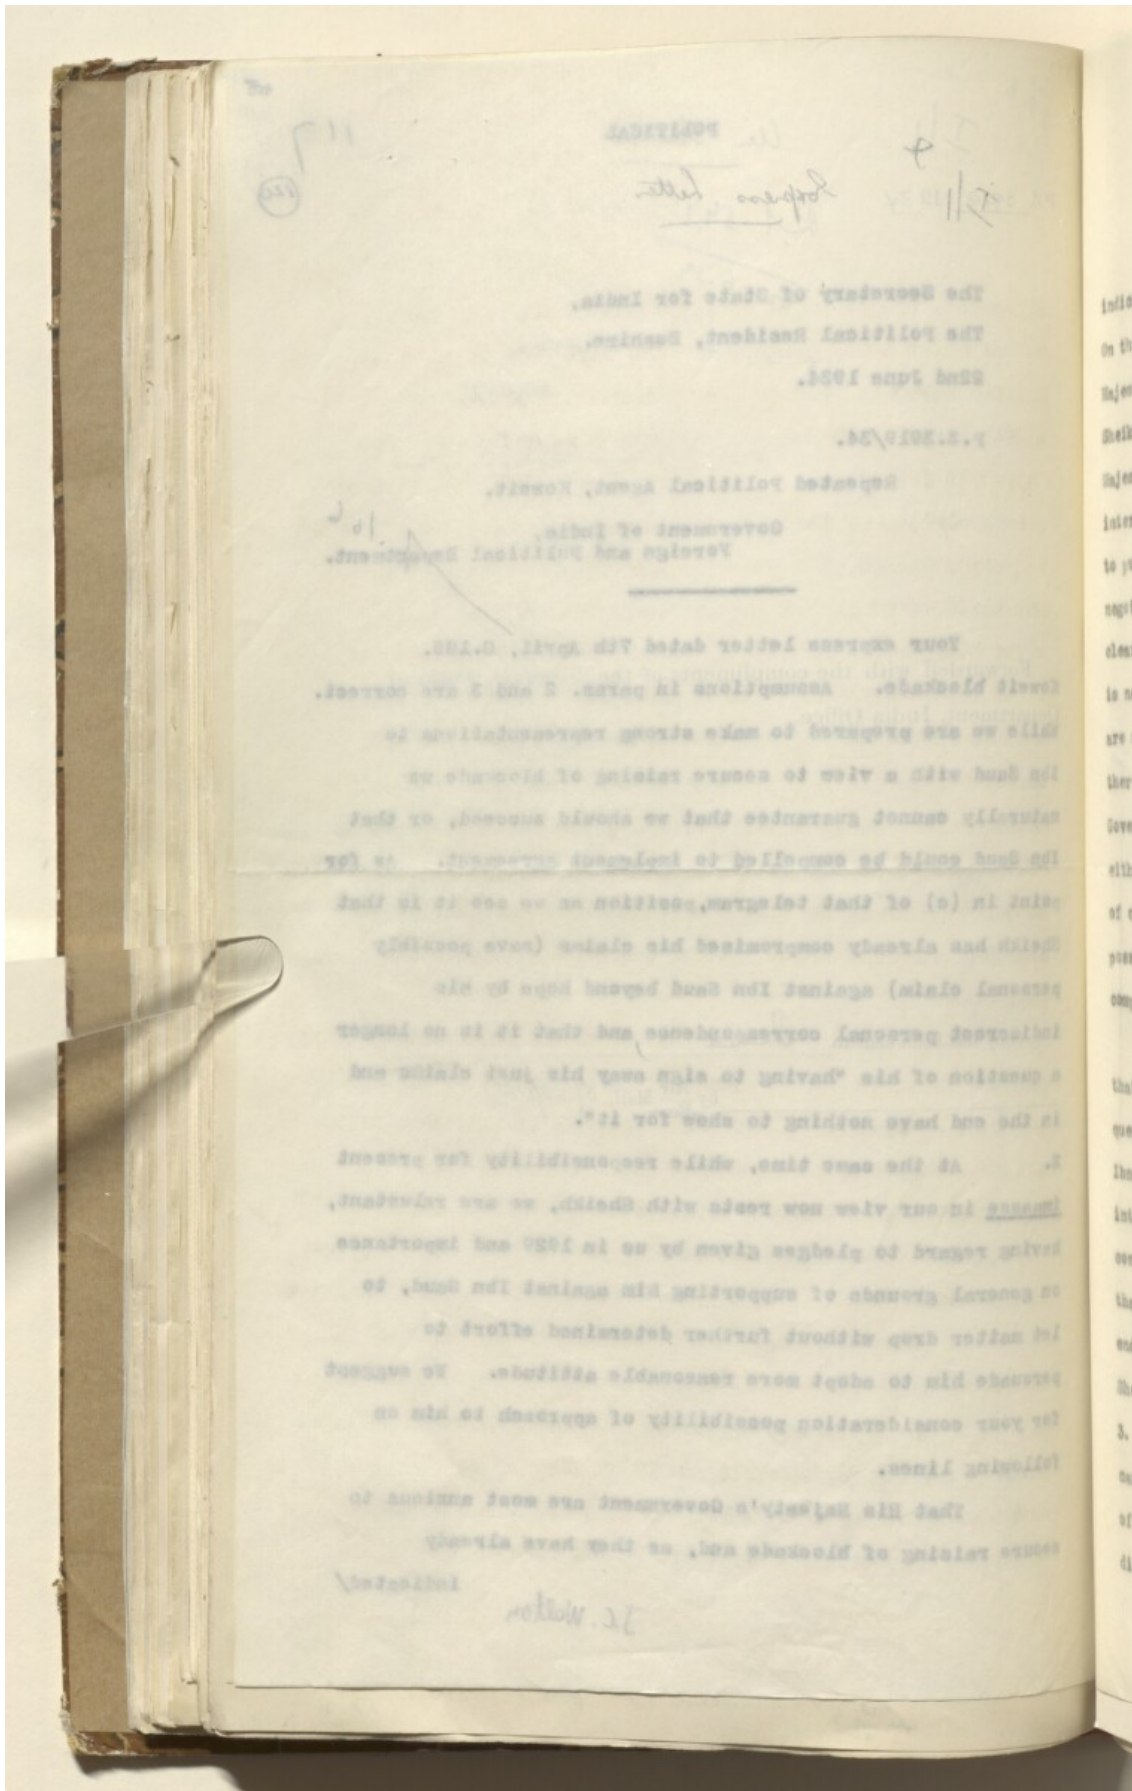 POLITICAL
117
Express Letter
The Secretary of State for India,
The Political Resident, Bushire.
22nd June 1934.
P.Z.3019/34.
Repeated Political Agent, Koweit.
Government of India,
Foreign and Political Department.
Your express letter dated 7th April,
Koweit blockade. Assumptions in paras. 2 and 3 are correct.
While we are prepared to make strong representations to
Ibn Saud with a view to secure raising of blockade we
naturally cannot guarantee that we should succeed, or that
Ibn Saud could be compelled to implement agreement. As for
point in (a) of that telegram, position as we see it is that
Sheikh has already compromised his claims (save possibly
personal claim) against Ibn Saud beyond hope by his
indiscreet personal correspondence, and that it is no longer
a question of his "having to sign away his just claims and
in the end have nothing to show for it".
2. At the same time, while responsibility for present
impasse in our view now rests with Sheikh, we are reluctant,
having regard to pledges given by us in 1929 and importance
on general grounds of supporting him against Ibn Saud, to
let matter drop without further determined effort to
persuade him to adopt more reasonable attitude. We suggest
for your consideration possibility of approach to him on
following lines.
That His Majesty's Government are most anxious to
secure raising of blockade and, as they have already
indicated/
J.C. Walton